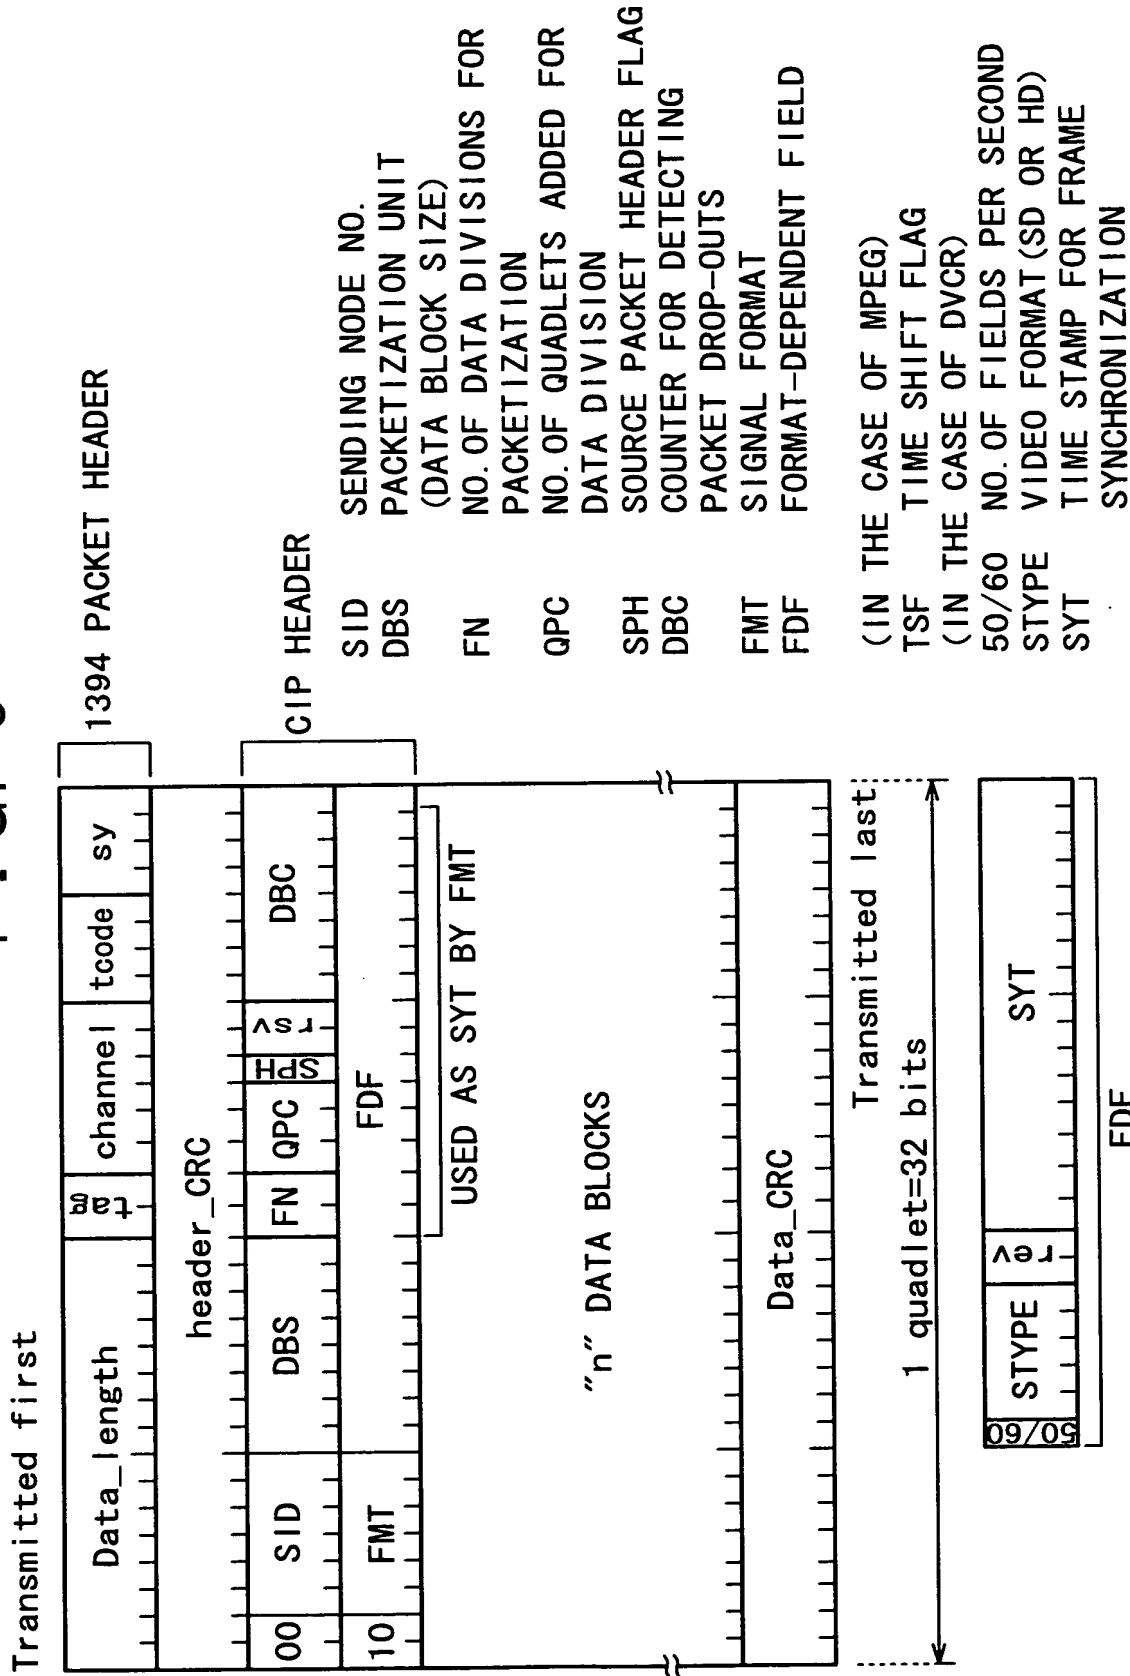 Transmitted first
Data_length tag channel tcode sy
1394 PACKET HEADER
header_CRC
00 SID DBS FN QPC SPH rsv DBC
10 FMT FDF
CIP HEADER
USED AS SYT BY FMT
"n" DATA BLOCKS
Data_CRC
Transmitted last
1 quadlet=32 bits
50/60 STYPE rev SYT
FDF
SID SENDING NODE NO.
DBS PACKETIZATION UNIT
(DATA BLOCK SIZE)
FN NO. OF DATA DIVISIONS FOR
PACKETIZATION
QPC NO. OF QUADLETS ADDED FOR
DATA DIVISION
SPH SOURCE PACKET HEADER FLAG
DBC COUNTER FOR DETECTING
PACKET DROP-OUTS
FMT SIGNAL FORMAT
FDF FORMAT-DEPENDENT FIELD
(IN THE CASE OF MPEG)
TSF TIME SHIFT FLAG
(IN THE CASE OF DVCR)
50/60 NO. OF FIELDS PER SECOND
STYPE VIDEO FORMAT(SD OR HD)
SYT TIME STAMP FOR FRAME
SYNCHRONIZATION